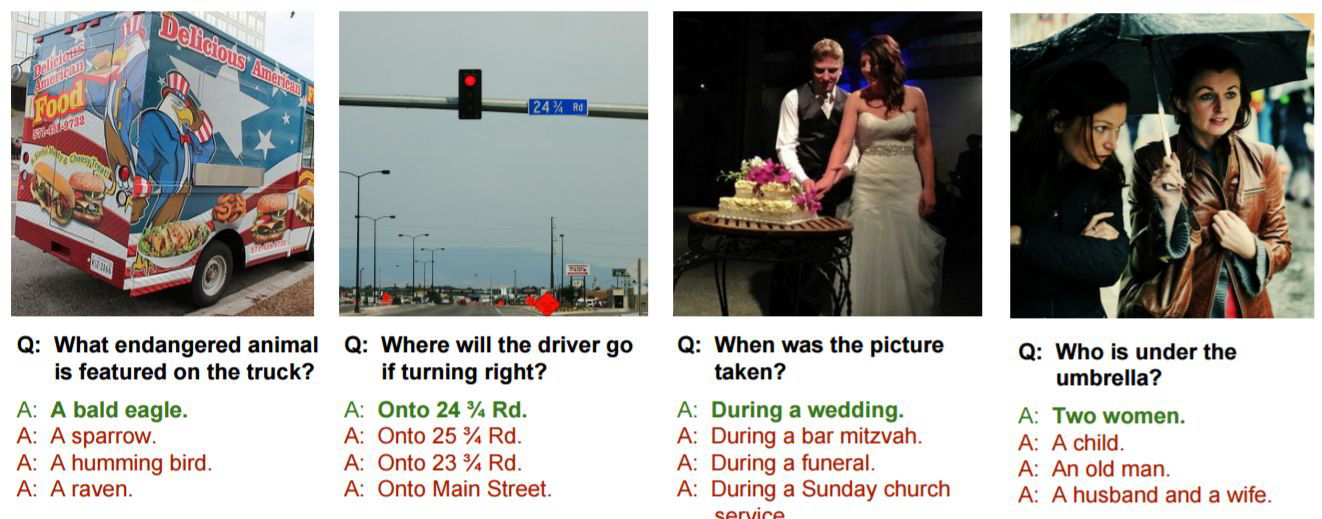 Delicious American
Delicious
American
Food
24 ¾ Rd
Q: What endangered animal
is featured on the truck?
A: A bald eagle.
A: A sparrow.
A: A humming bird.
A: A raven.
Q: Where will the driver go
if turning right?
A: Onto 24 ¾ Rd.
A: Onto 25 ¾ Rd.
A: Onto 23 ¾ Rd.
A: Onto Main Street.
Q: When was the picture
taken?
A: During a wedding.
A: During a bar mitzvah.
A: During a funeral.
A: During a Sunday church
service.
Q: Who is under the
umbrella?
A: Two women.
A: A child.
A: An old man.
A: A husband and a wife.